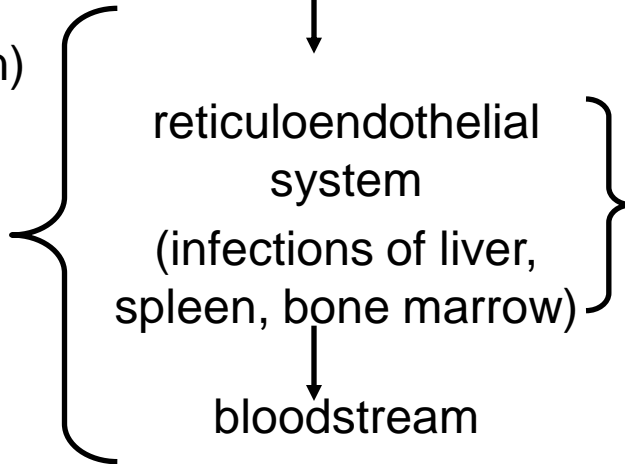 n)
reticuloendothelial
system
(infections of liver,
spleen, bone marrow)
bloodstream